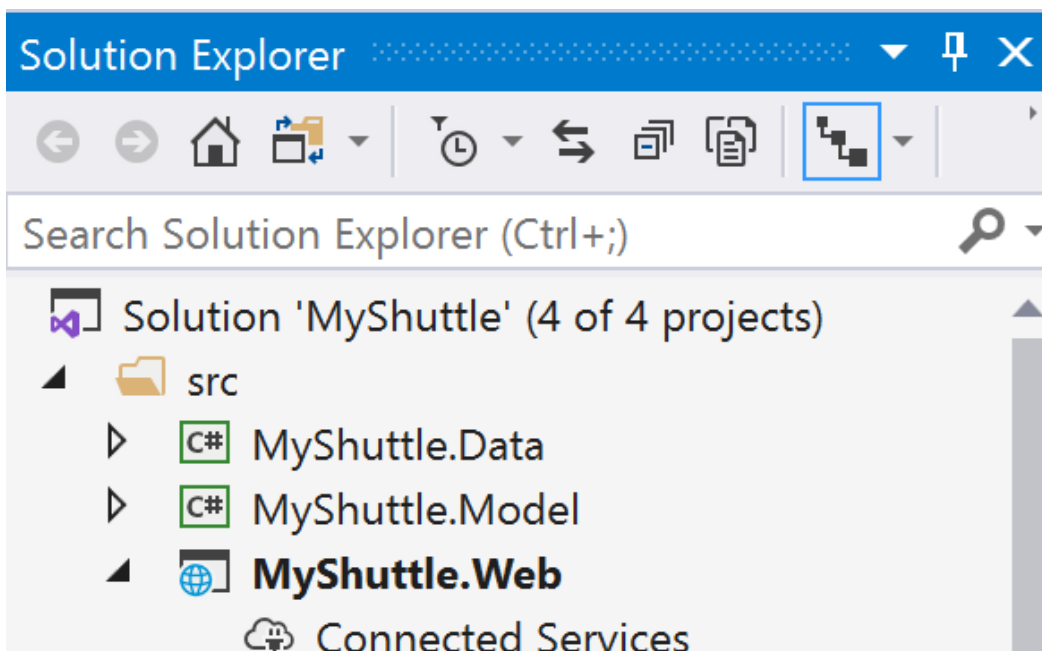 Solution Explorer
Search Solution Explorer (Ctrl+;)
Solution 'MyShuttle' (4 of 4 projects)
src
C# MyShuttle.Data
C# MyShuttle.Model
MyShuttle.Web
Connected Services